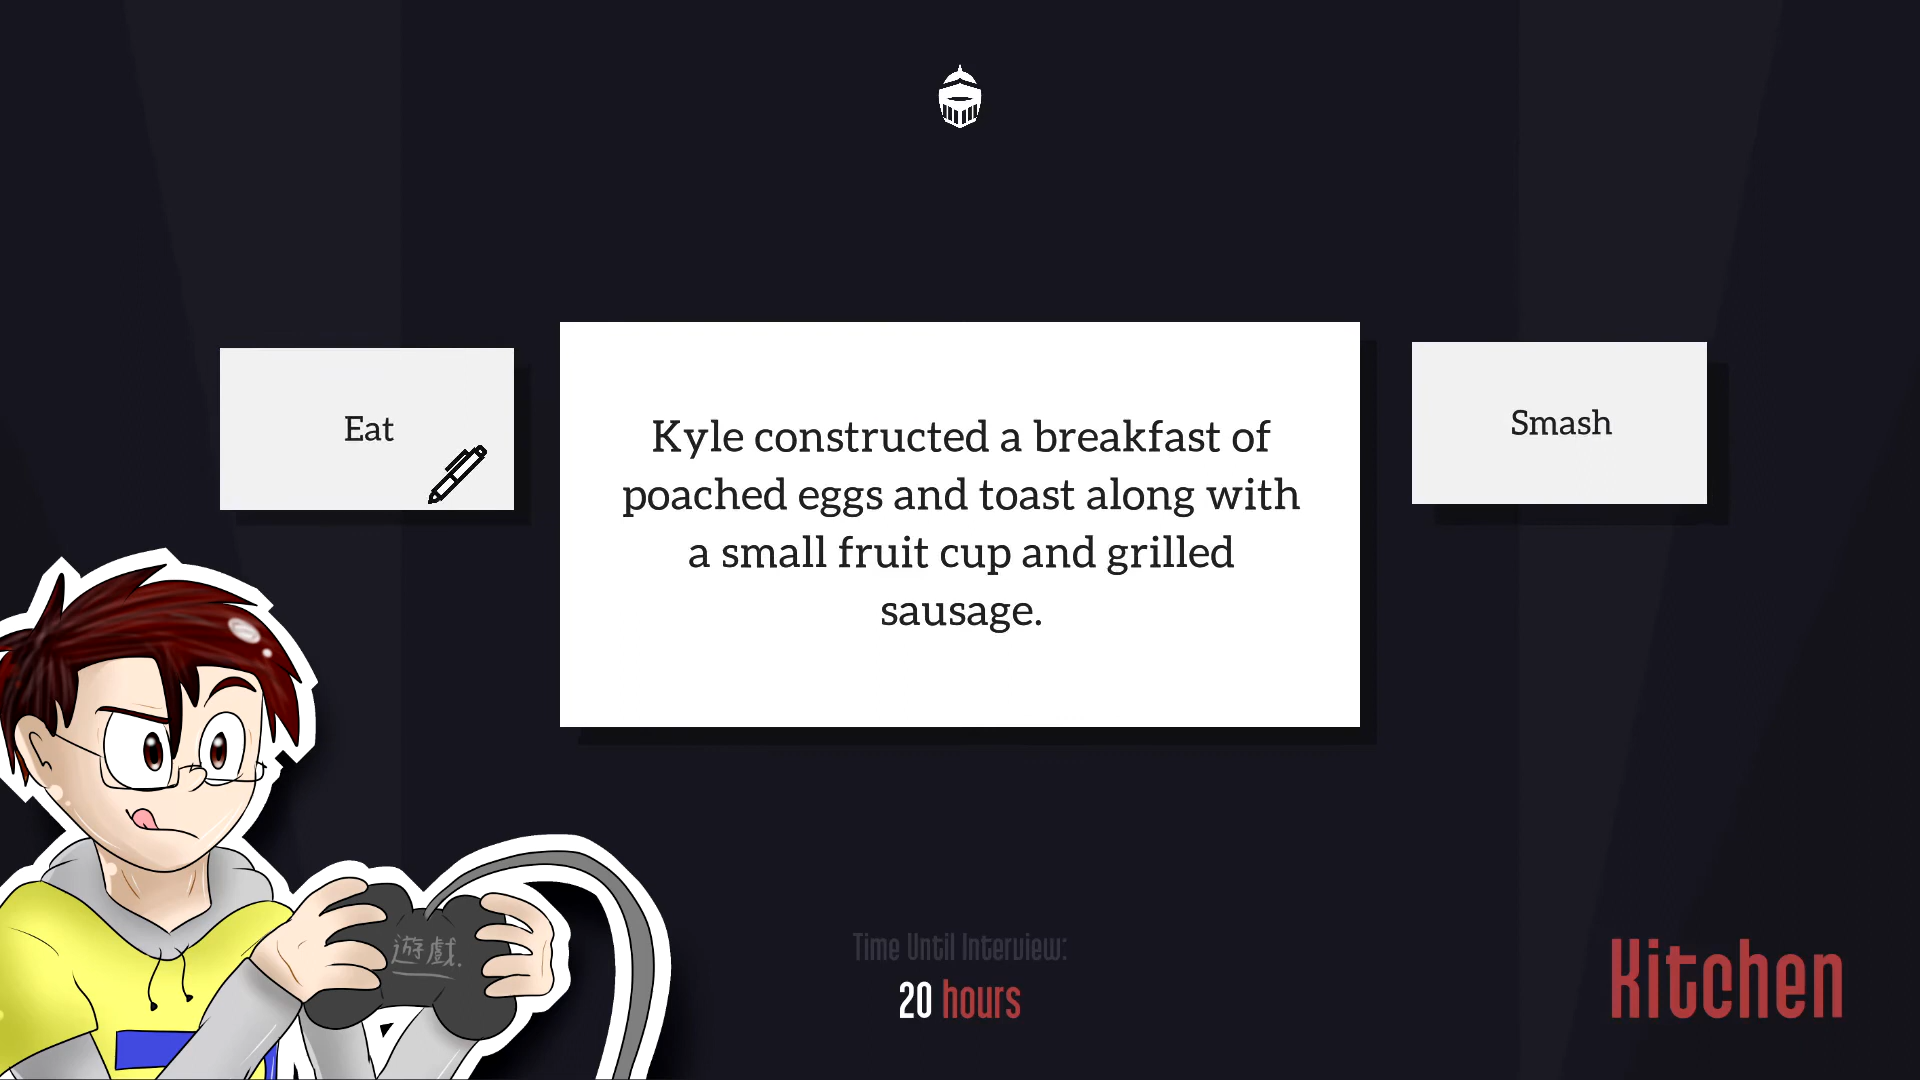 Eat
Kyle constructed a breakfast of
poached eggs and toast along with
a small fruit cup and grilled
sausage.
Smash
遊戲.
Time Until Interview:
20 hours
Kitchen